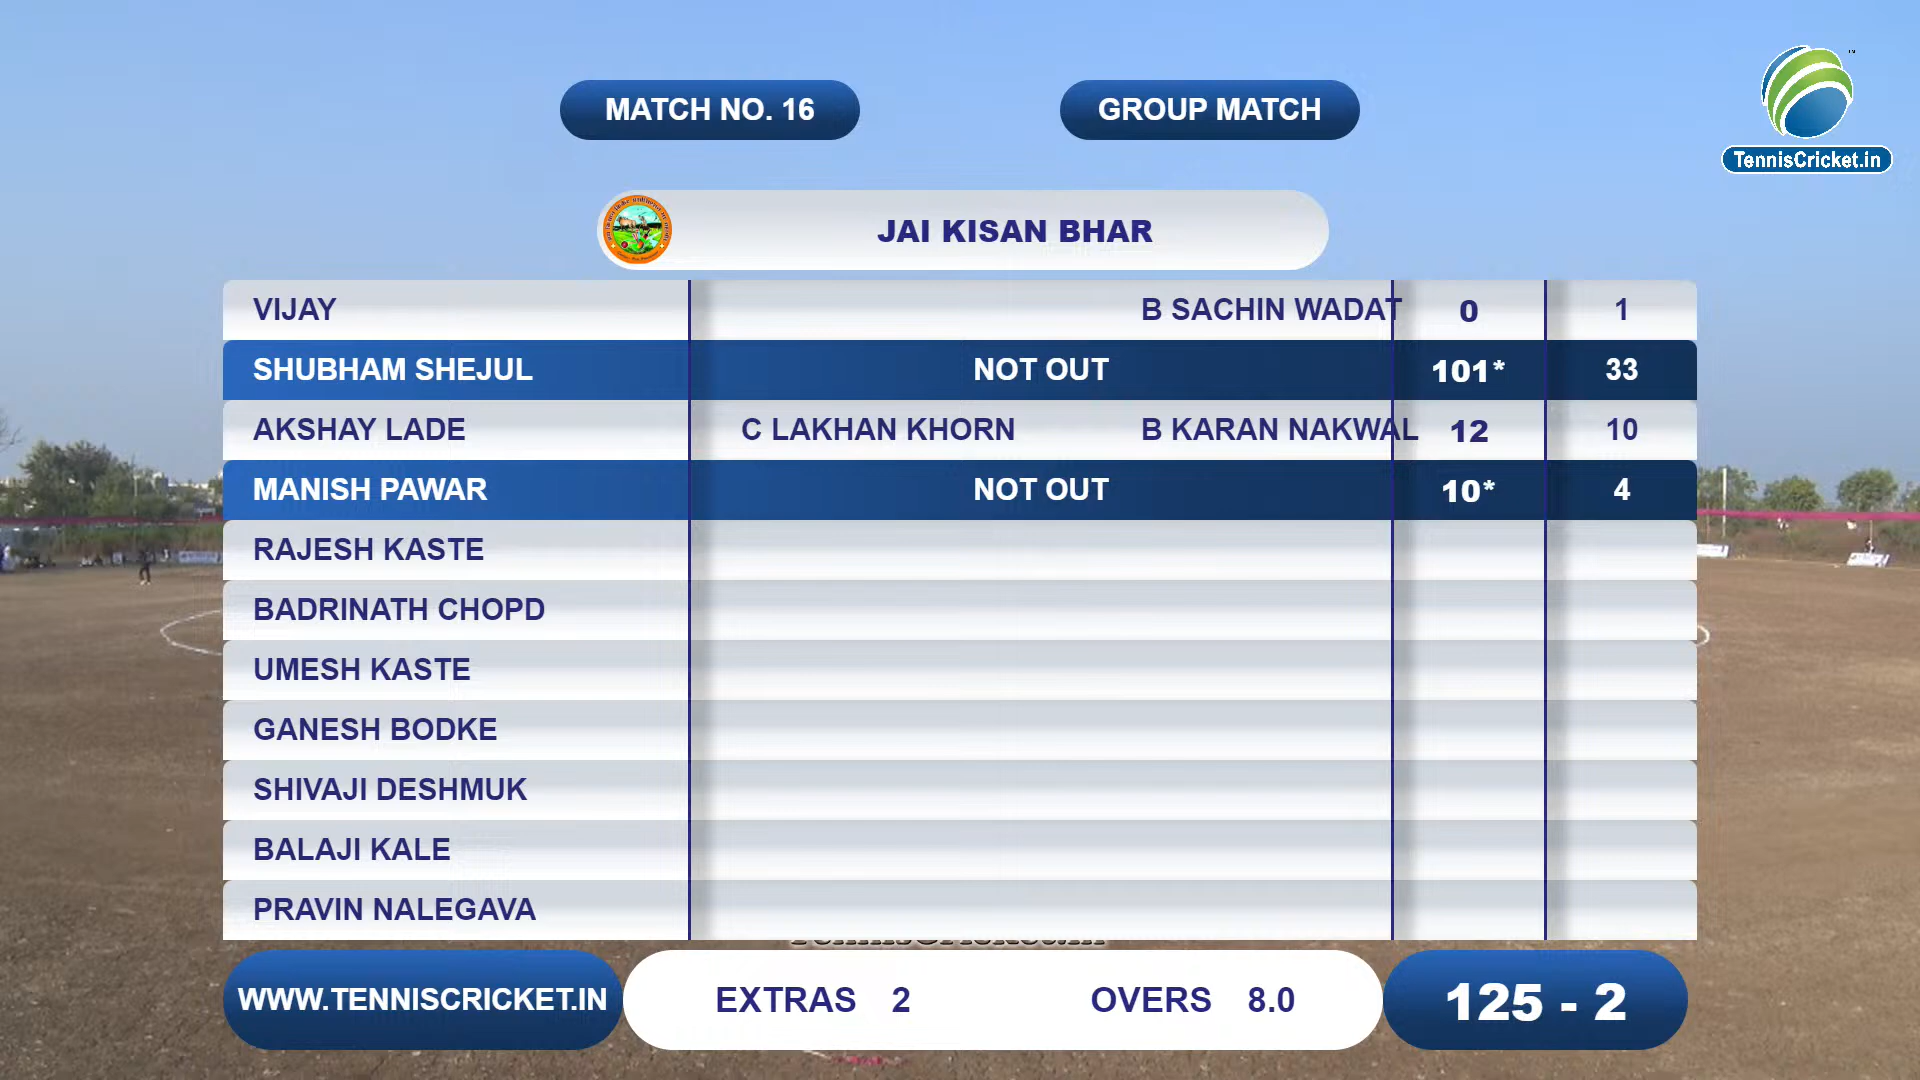 MATCH NO. 16
GROUP MATCH
TennisCricket.in
JAI KISAN BHAR
VIJAY B SACHIN WADAT 0 1
SHUBHAM SHEJUL NOT OUT 101* 33
AKSHAY LADE C LAKHAN KHORN B KARAN NAKWAL 12 10
MANISH PAWAR NOT OUT 10* 4
RAJESH KASTE
BADRINATH CHOPD
UMESH KASTE
GANESH BODKE
SHIVAJI DESHMUK
BALAJI KALE
PRAVIN NALEGAVA
WWW.TENNISCRICKET.IN EXTRAS 2 OVERS 8.0 125 - 2